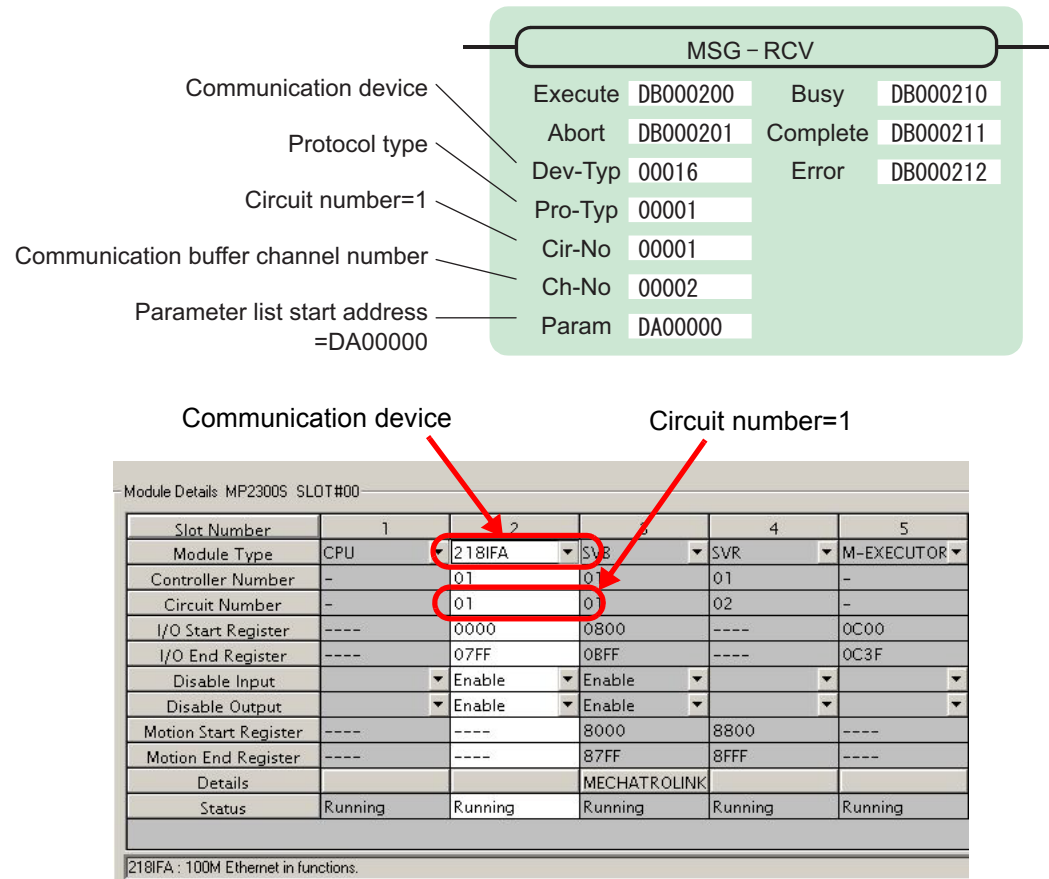 MSG－RCV
Communication device
Execute DB000200 Busy DB000210
Protocol type
Abort DB000201 Complete DB000211
Dev-Typ 00016 Error DB000212
Circuit number=1
Pro-Typ 00001
Communication buffer channel number
Cir-No 00001
Ch-No 00002
Parameter list start address
=DA00000
Param DA00000
Communication device Circuit number=1
Module Details MP2300S SLOT#00
Slot Number 1 2 3 4 5
Module Type CPU 218IFA SVB SVR M-EXECUTOR
Controller Number - 01 01 01 -
Circuit Number - 01 01 02 -
I/O Start Register ---- 0000 0800 ---- 0C00
I/O End Register ---- 07FF 0BFF ---- 0C3F
Disable Input Enable Enable
Disable Output Enable Enable
Motion Start Register ---- ---- 8000 8800 ----
Motion End Register ---- ---- 87FF 8FFF ----
Details MECHATROLINK
Status Running Running Running Running Running
218IFA : 100M Ethernet in functions.